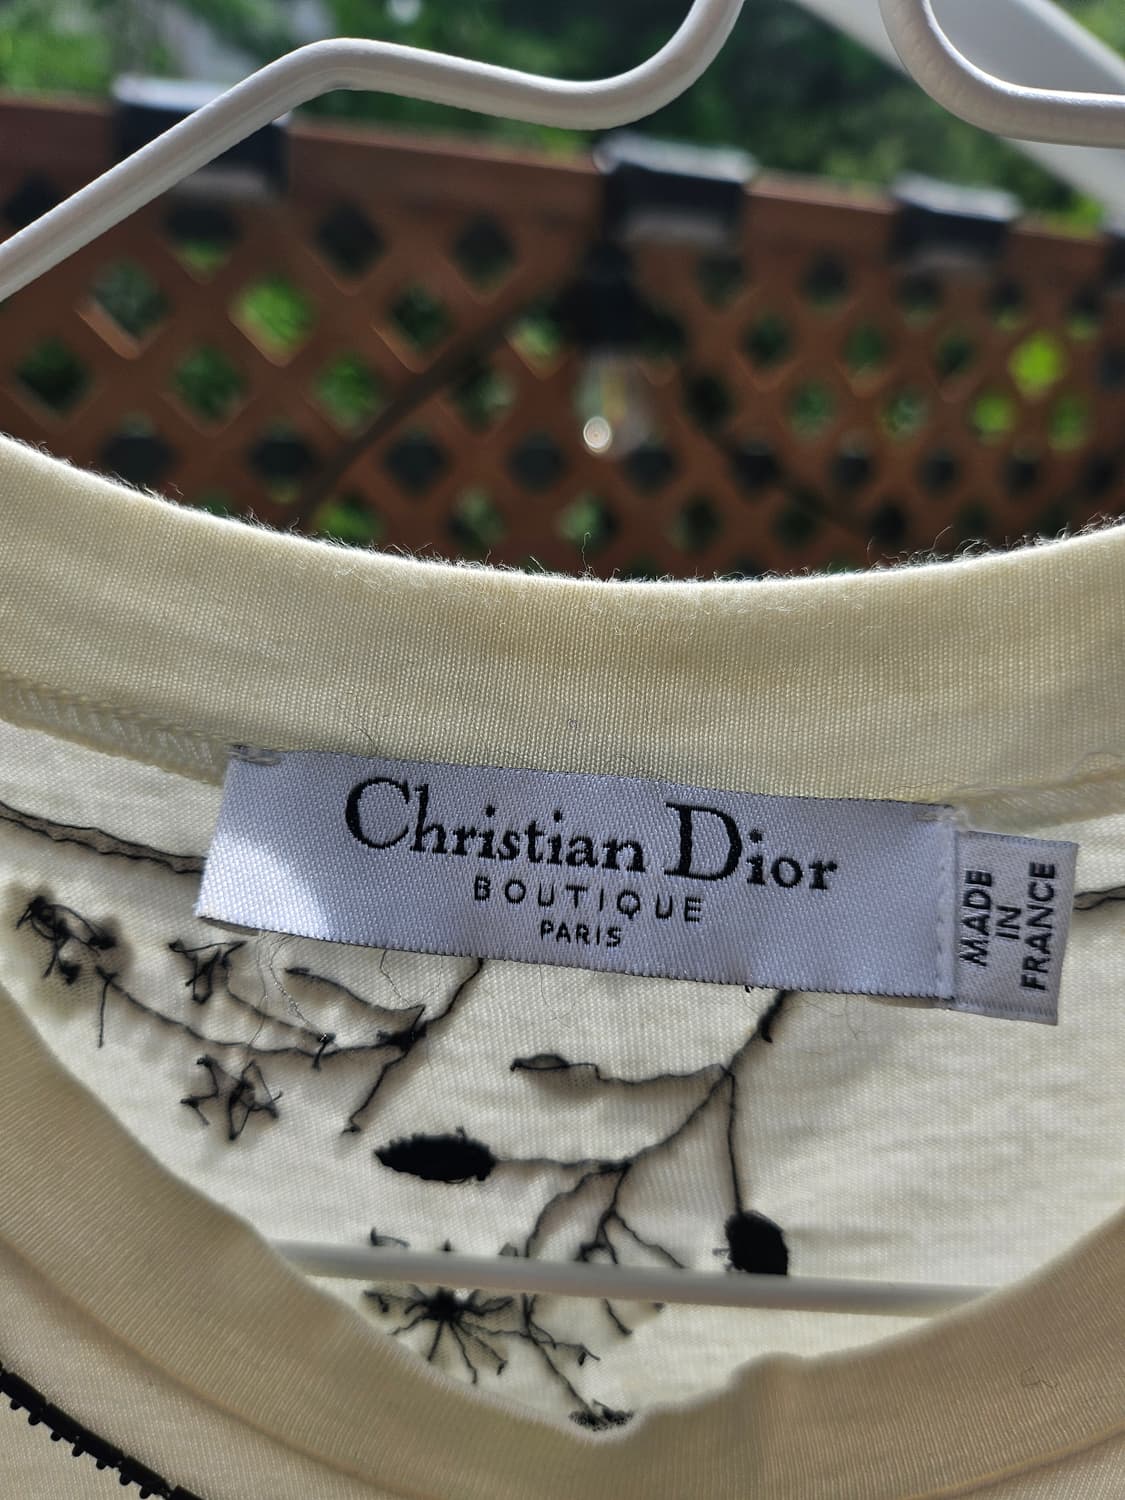 Christian Dior
BOUTIQUE
PARIS
MADE
IN
FRANCE